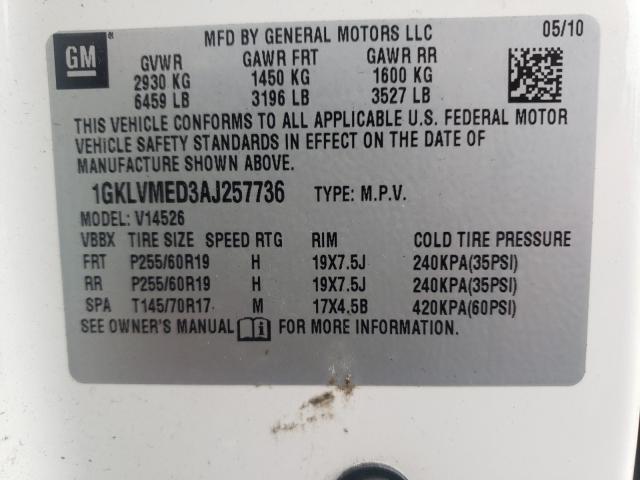 GM
MFD BY GENERAL MOTORS LLC 05/10
GVWR GAWR FRT GAWR RR
2930 KG 1450 KG 1600 KG
6459 LB 3196 LB 3527 LB
THIS VEHICLE CONFORMS TO ALL APPLICABLE U.S. FEDERAL MOTOR
VEHICLE SAFETY STANDARDS IN EFFECT ON THE DATE OF
MANUFACTURE SHOWN ABOVE.
1GKLVMED3AJ257736 TYPE: M.P.V.
MODEL: V14526
VBBX TIRE SIZE SPEED RTG RIM COLD TIRE PRESSURE
FRT P255/60R19 H 19X7.5J 240KPA(35PSI)
RR P255/60R19 H 19X7.5J 240KPA(35PSI)
SPA T145/70R17 M 17X4.5B 420KPA(60PSI)
SEE OWNER'S MANUAL i FOR MORE INFORMATION.